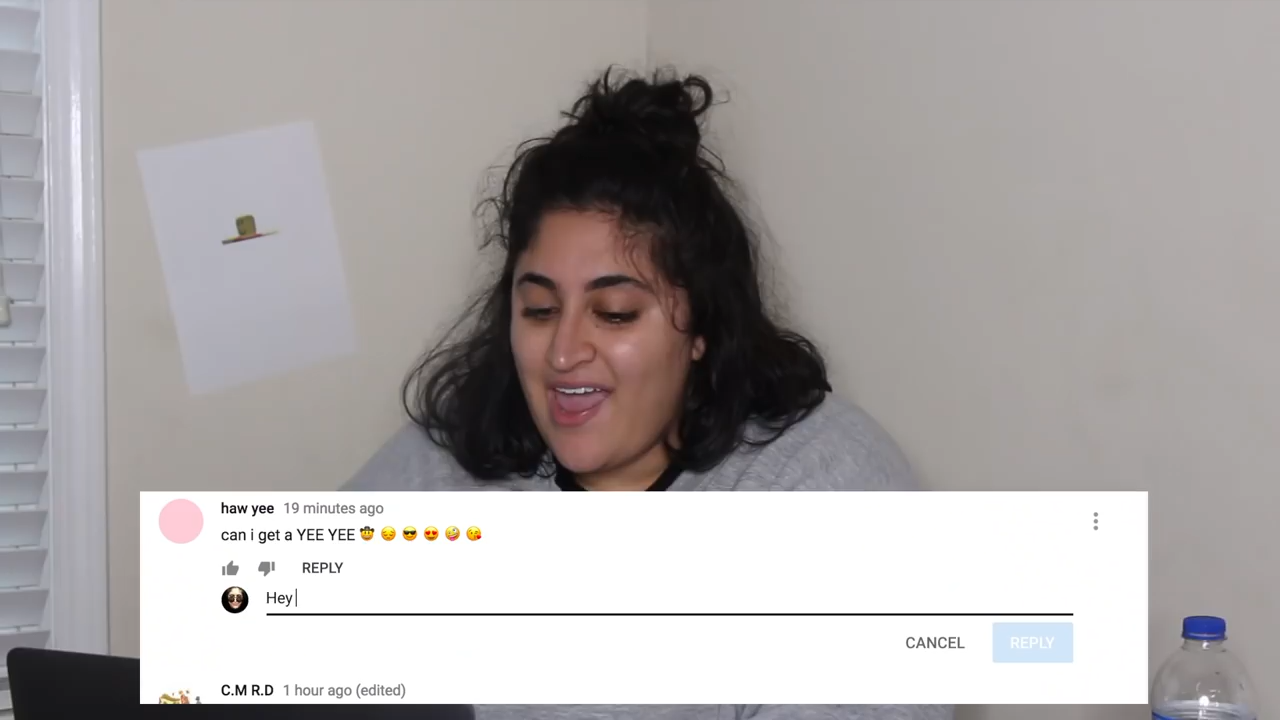 haw yee 19 minutes ago
can i get a YEE YEE 🤠 😔 😎 😍 🤪 😘
REPLY
Hey
CANCEL REPLY
C.M R.D 1 hour ago (edited)